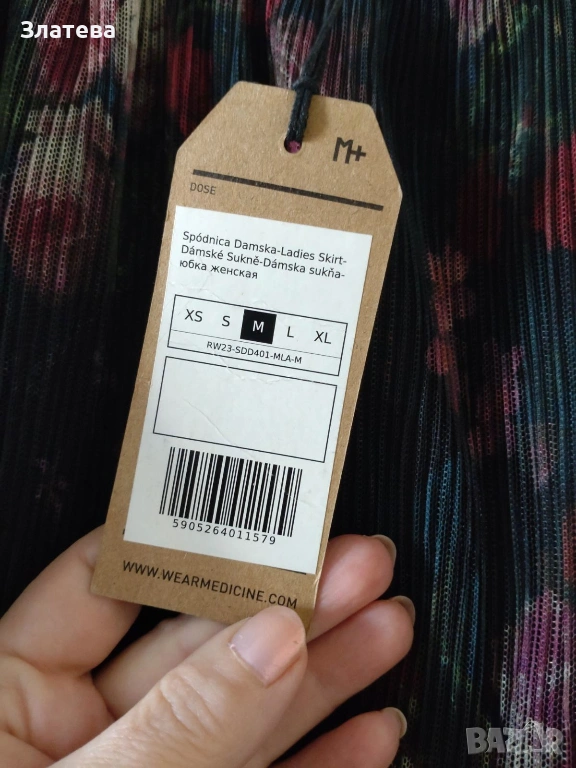 Златева
M+
DOSE
Spódnica Damska-Ladies Skirt-
Dámské Sukně-Dámska sukňa-
юбка женская
XS S M L XL
RW23-SDD401-MLA-M
5905264011579
WWW.WEARMEDICINE.COM
BAZAR